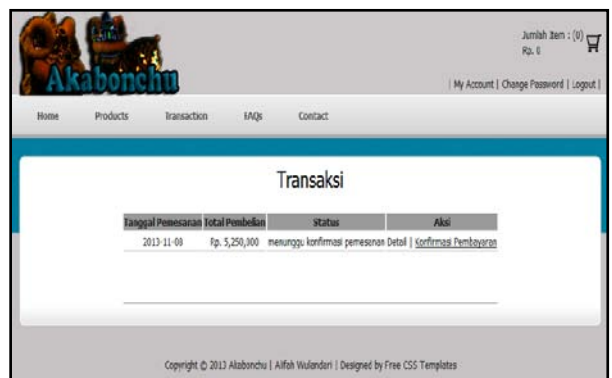 Akabonchu
Jumlah Item : (0)
Rp. 0
| My Account | Change Password | Logout |
Home Products Transaction FAQs Contact
Transaksi
Tanggal Pemesanan Total Pembelian Status Aksi
2013-11-08 Rp. 5,250,000 menunggu konfirmasi pemesanan Detail | Konfirmasi Pembayaran
Copyright © 2013 Akabonchu | Alifah Wulandari | Designed by Free CSS Templates